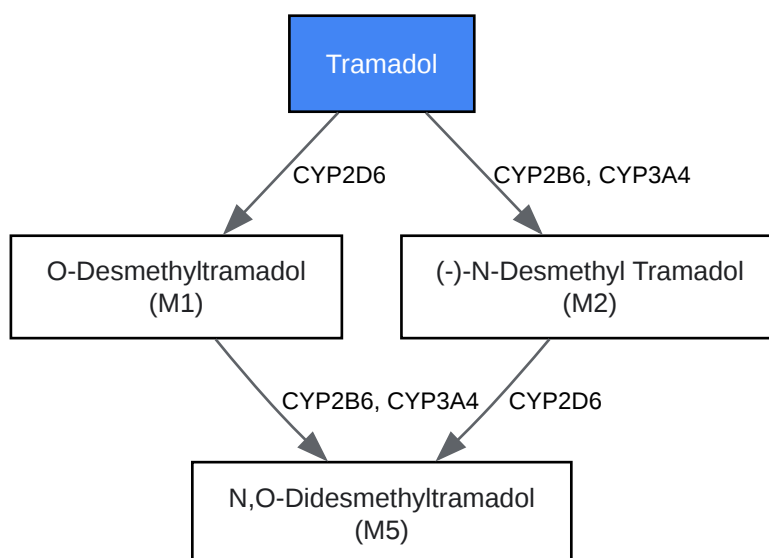 Tramadol
CYP2D6
CYP2B6, CYP3A4
O-Desmethyltramadol
(M1)
(-)-N-Desmethyl Tramadol
(M2)
CYP2B6, CYP3A4
CYP2D6
N,O-Didesmethyltramadol
(M5)